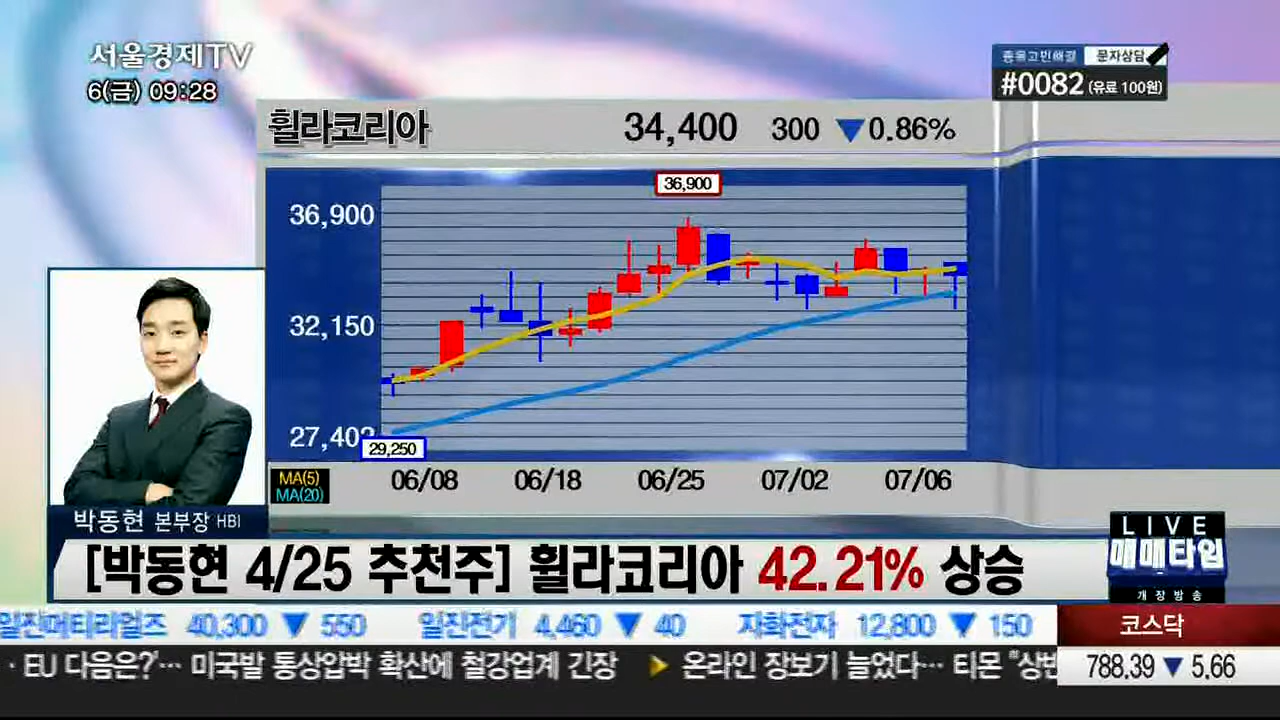 서울경제TV
6(금) 09:28
종목고민해결 문자상담
#0082 (유료 100원)
휠라코리아 34,400 300 ▼0.86%
36,900
36,900
32,150
27,402
29,250
MA(5)
MA(20)
06/08 06/18 06/25 07/02 07/06
박동현 본부장 HBI
[박동현 4/25 추천주] 휠라코리아 42.21% 상승
LIVE
매매타임
개장방송
일진머티리얼즈 40,300 ▼ 550 일진전기 4,460 ▼ 40 자화전자 12,800 ▼ 150
코스닥
· EU 다음은?'… 미국발 통상압박 확산에 철강업계 긴장 ▶ 온라인 장보기 늘었다… 티몬 "상반
788.39 ▼ 5.66